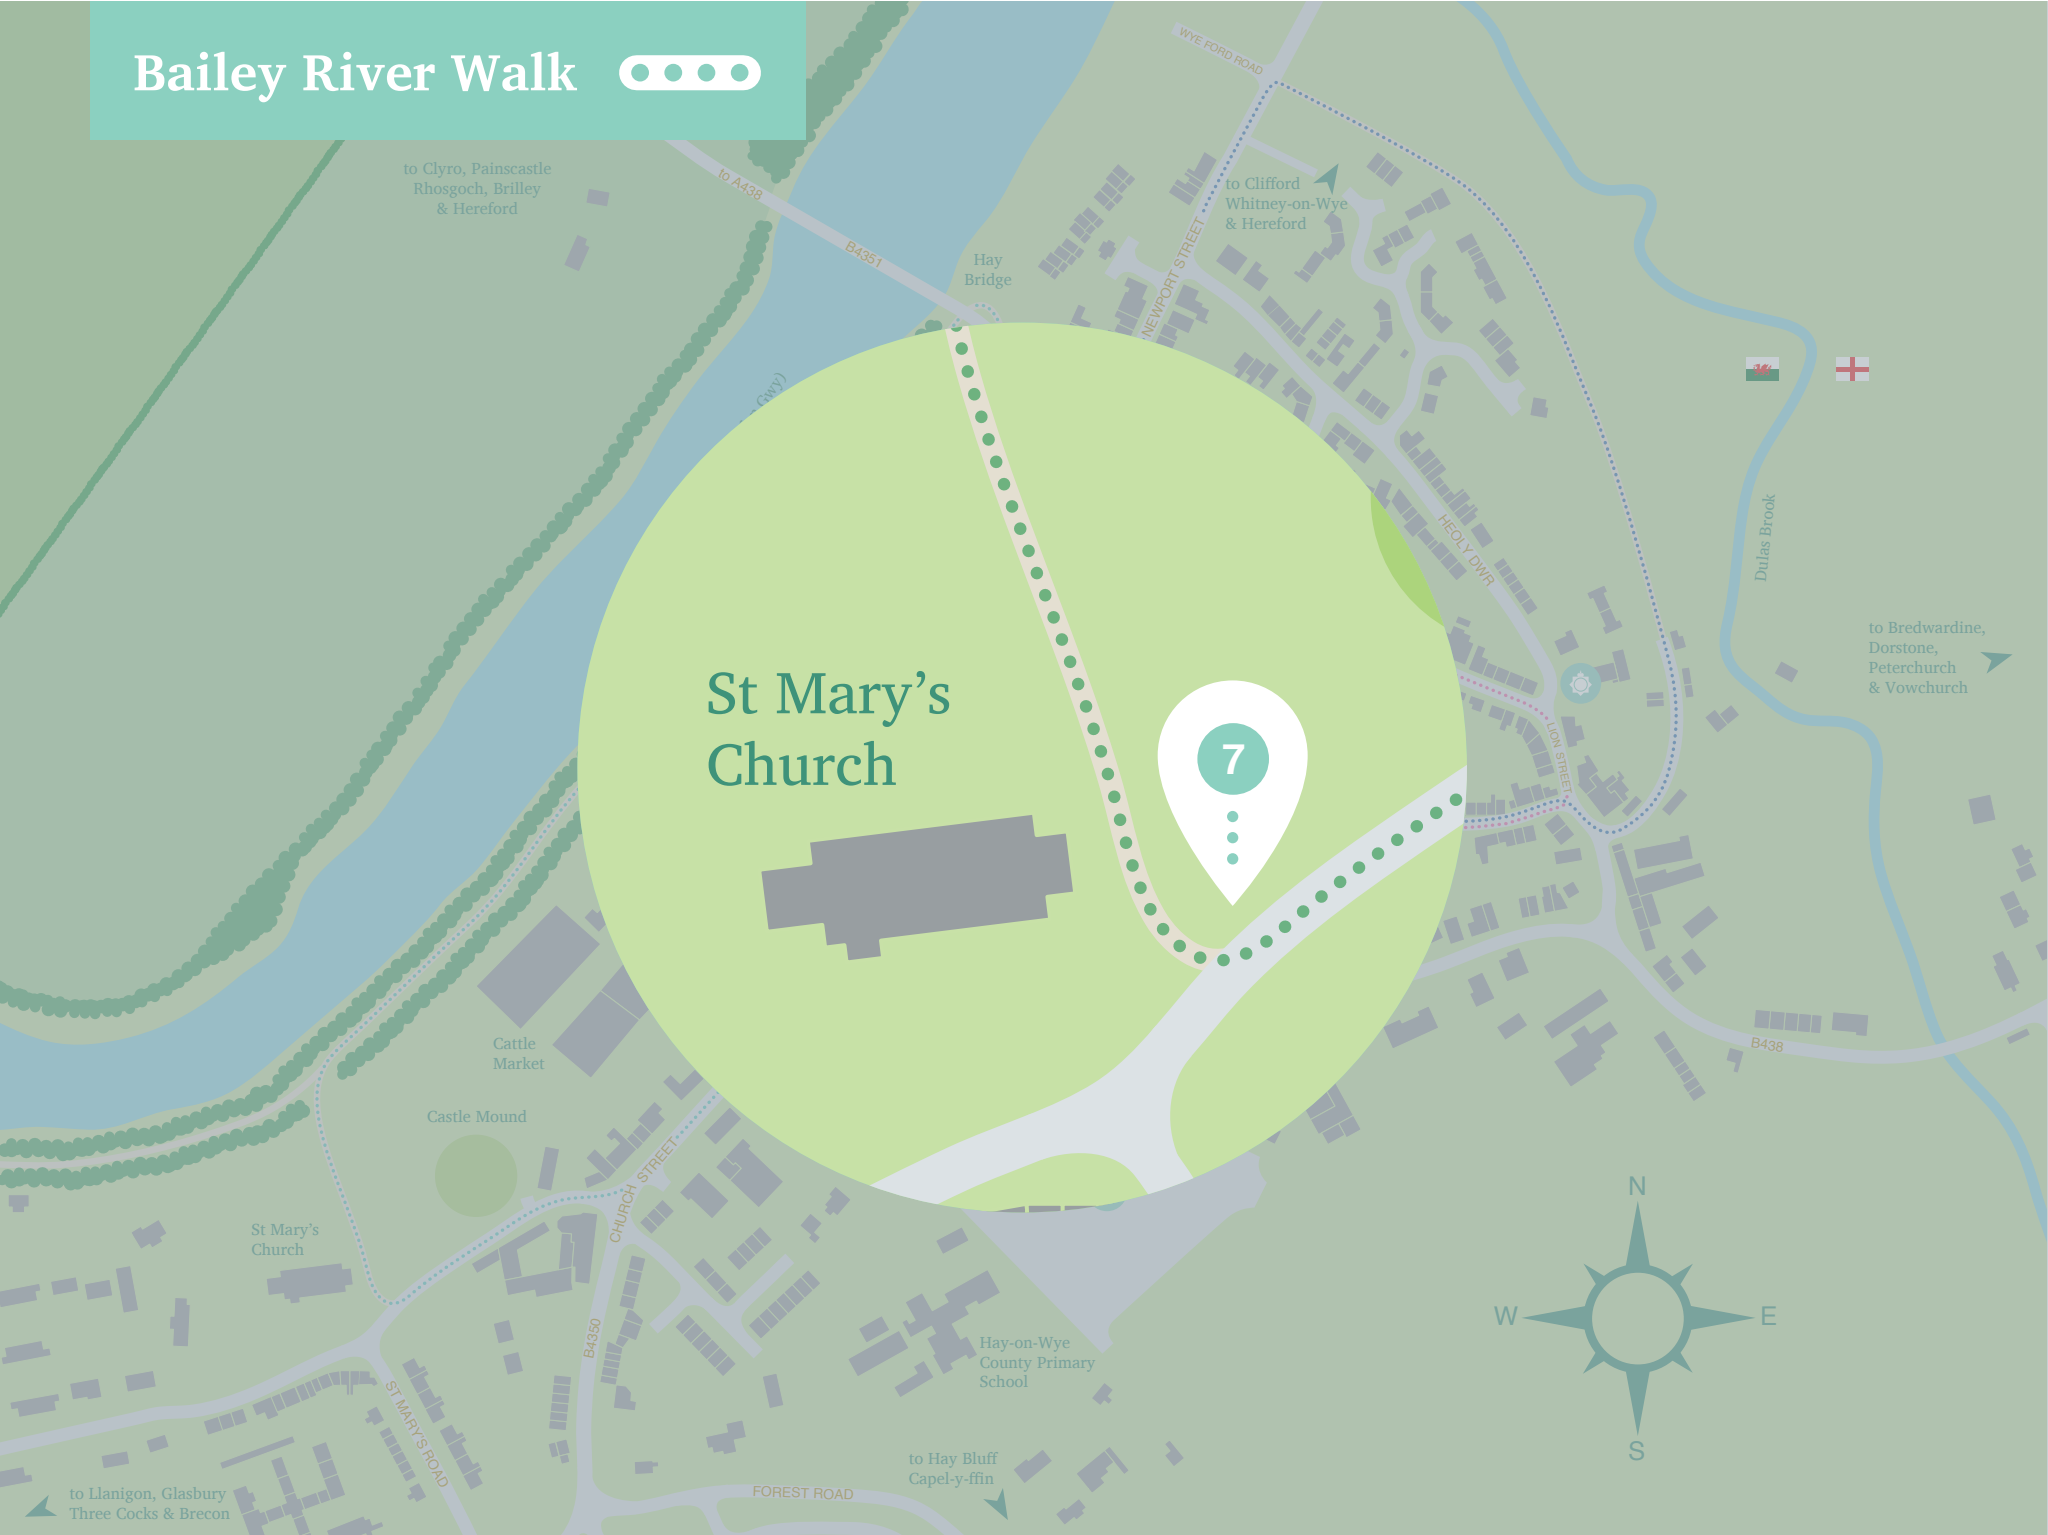 Bailey River Walk
WYE FORD ROAD
to Clyro, Painscastle
Rhosgoch, Brilley
& Hereford
to A438
B4351
Hay
Bridge
to Clifford
Whitney-on-Wye
& Hereford
NEWPORT STREET
Gwy)
HEOLY DWR
Dulas Brook
to Bredwardine,
Dorstone,
Peterchurch
& Vowchurch
LION STREET
St Mary's
Church
7
Cattle
Market
Castle Mound
CHURCH STREET
St Mary's
Church
B438
B4350
ST MARY'S ROAD
Hay-on-Wye
County Primary
School
to Hay Bluff
Capel-y-ffin
FOREST ROAD
to Llanigon, Glasbury
Three Cocks & Brecon
N
W
E
S